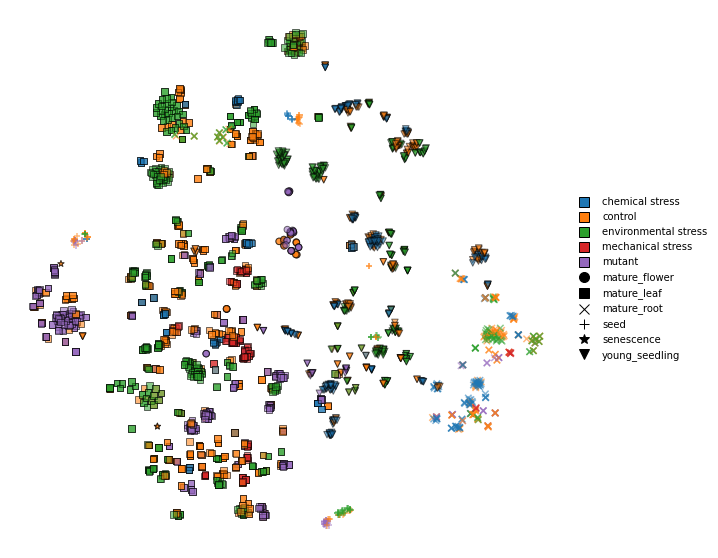 chemical stress
control
environmental stress
mechanical stress
mutant
mature_flower
mature_leaf
mature_root
seed
senescence
young_seedling